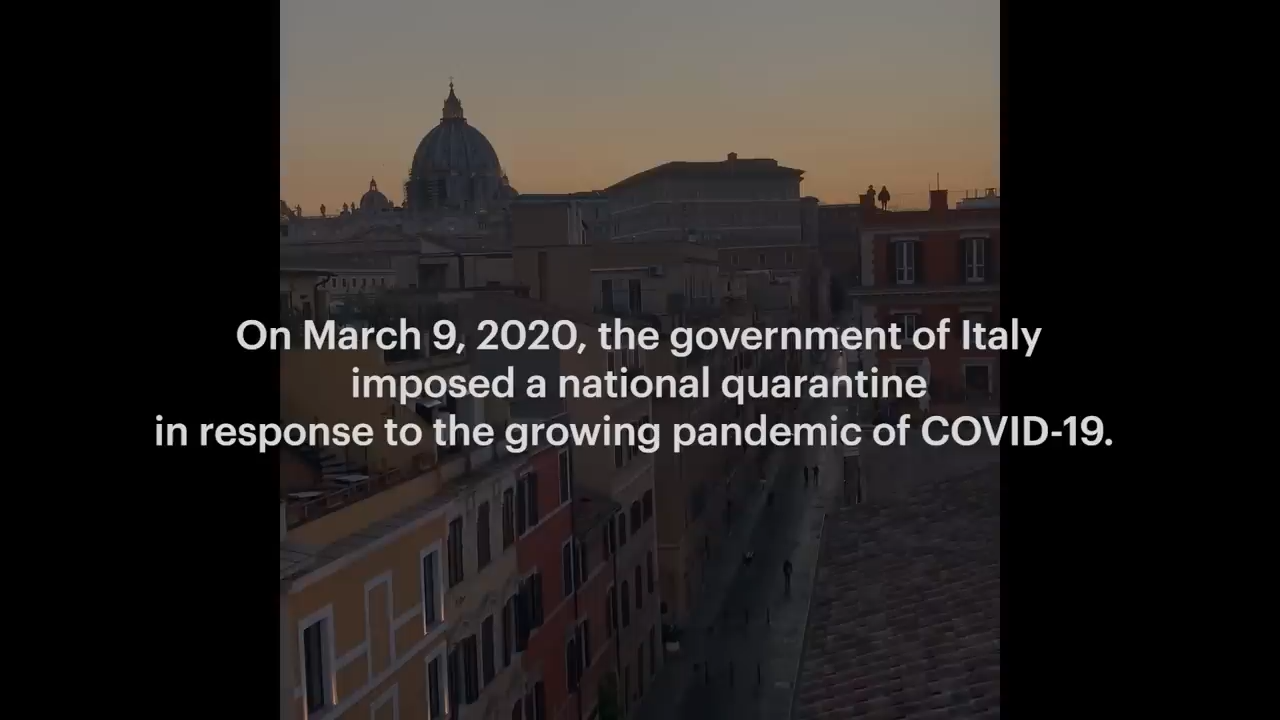 On March 9, 2020, the government of Italy
imposed a national quarantine
in response to the growing pandemic of COVID-19.